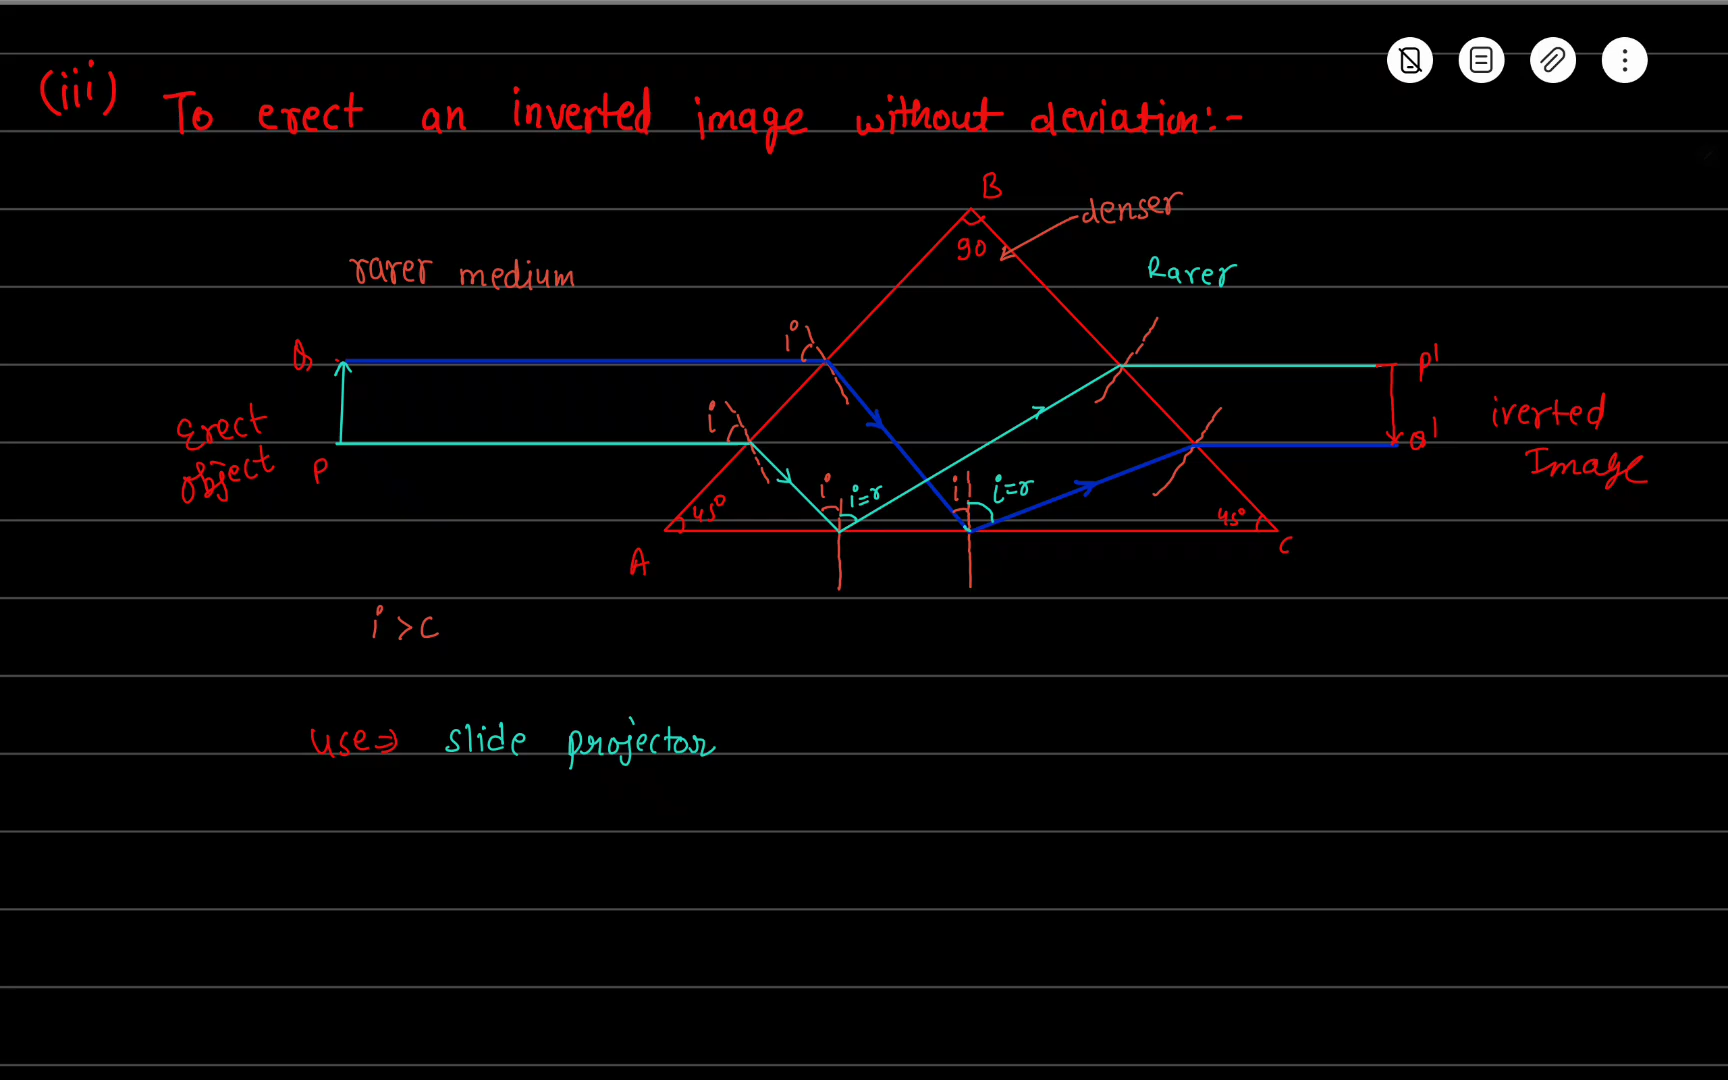 (iii) To erect an inverted image without deviation:-
B
denser
90
rarer medium
Rarer
i
Q
P'
i
Erect
object
P
iverted
Image
Q'
i
i=r
i
i=r
45°
45°
A
C
i > c
use⇒ slide projector